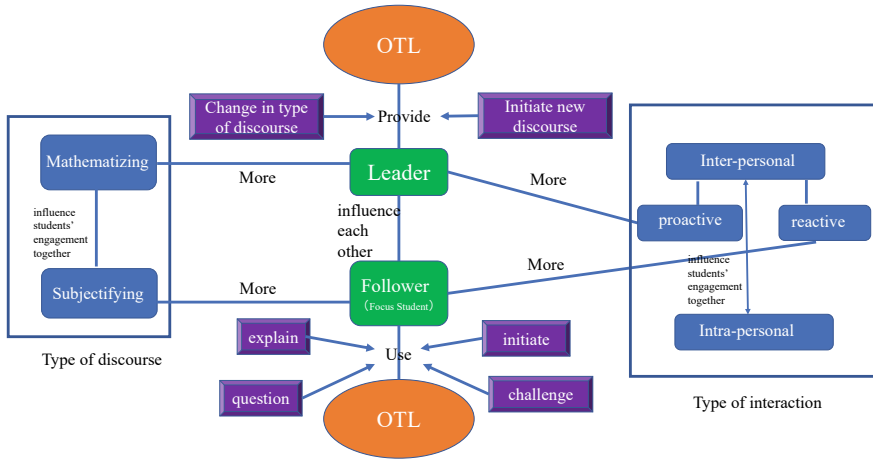 OTL
Change in type
of discourse
Provide
Initiate new
discourse
Mathematizing
More
Leader
More
Inter-personal
proactive
reactive
influence
students'
engagement
together
influence
each
other
influence
students'
engagement
together
Subjectifying
More
Follower
(Focus Student)
More
Intra-personal
Type of discourse
explain
Use
initiate
question
challenge
Type of interaction
OTL